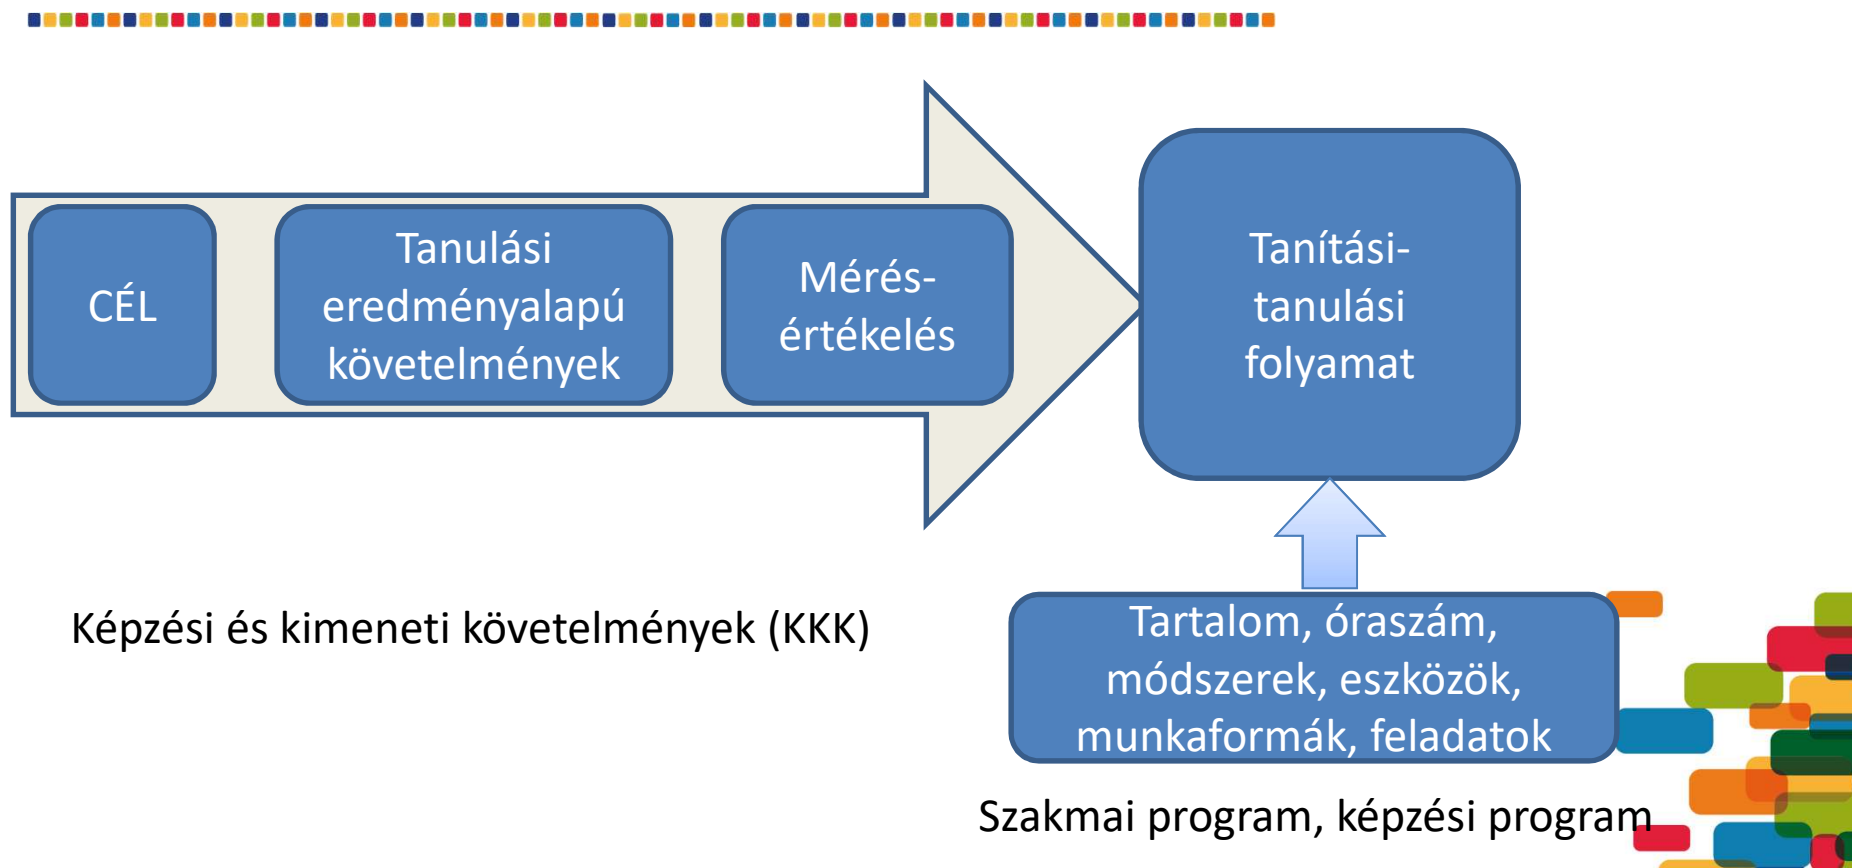 CÉL
Tanulási
eredményalapú
követelmények
Mérés-
értékelés
Tanítási-
tanulási
folyamat
Képzési és kimeneti követelmények (KKK)
Tartalom, óraszám,
módszerek, eszközök,
munkaformák, feladatok
Szakmai program, képzési program